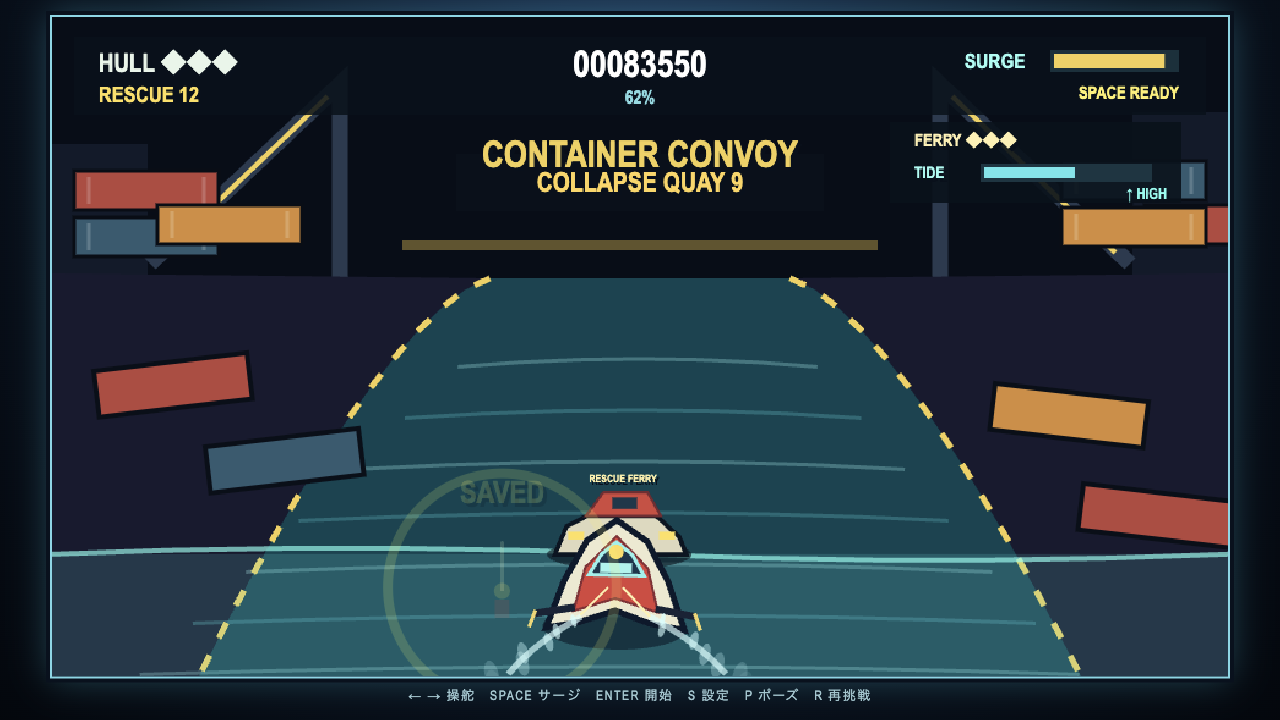 HULL
RESCUE 12
00083550
62%
SURGE
SPACE READY
CONTAINER CONVOY
COLLAPSE QUAY 9
FERRY
TIDE
↑ HIGH
SAVED
RESCUE FERRY
← → 操舵 SPACE サージ ENTER 開始 S 設定 P ポーズ R 再挑戦